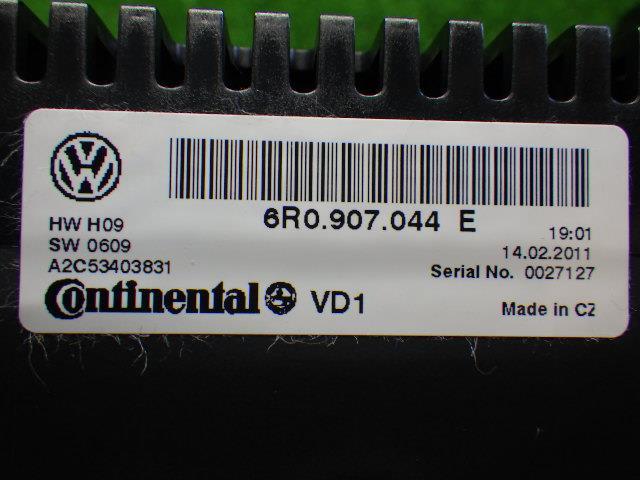 6R0.907.044 E
HW H09
SW 0609
A2C53403831
19:01
14.02.2011
Serial No. 0027127
Continental VD1
Made in CZ